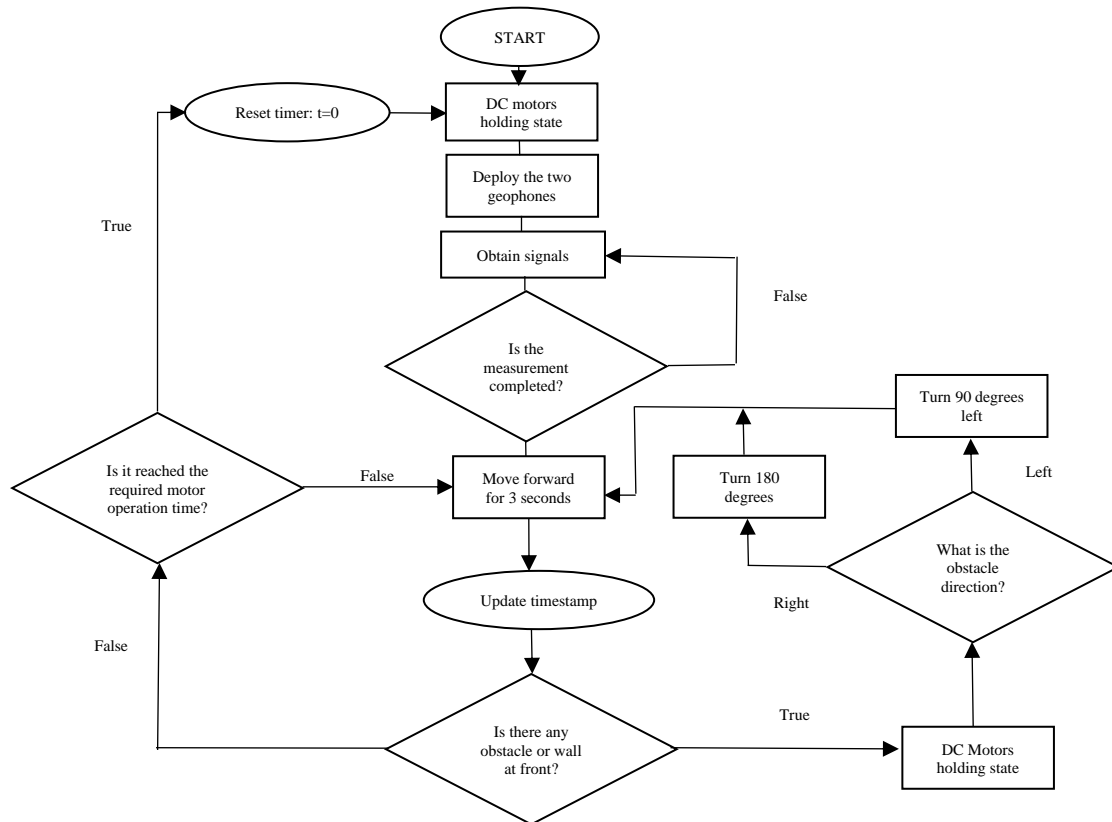 START
Reset timer: t=0
DC motors
holding state
Deploy the two
geophones
True
Obtain signals
False
Is the
measurement
completed?
Turn 90 degrees
left
Is it reached the
required motor
operation time?
False
Move forward
for 3 seconds
Turn 180
degrees
Left
What is the
obstacle
direction?
Right
Update timestamp
False
True
Is there any
obstacle or wall
at front?
DC Motors
holding state